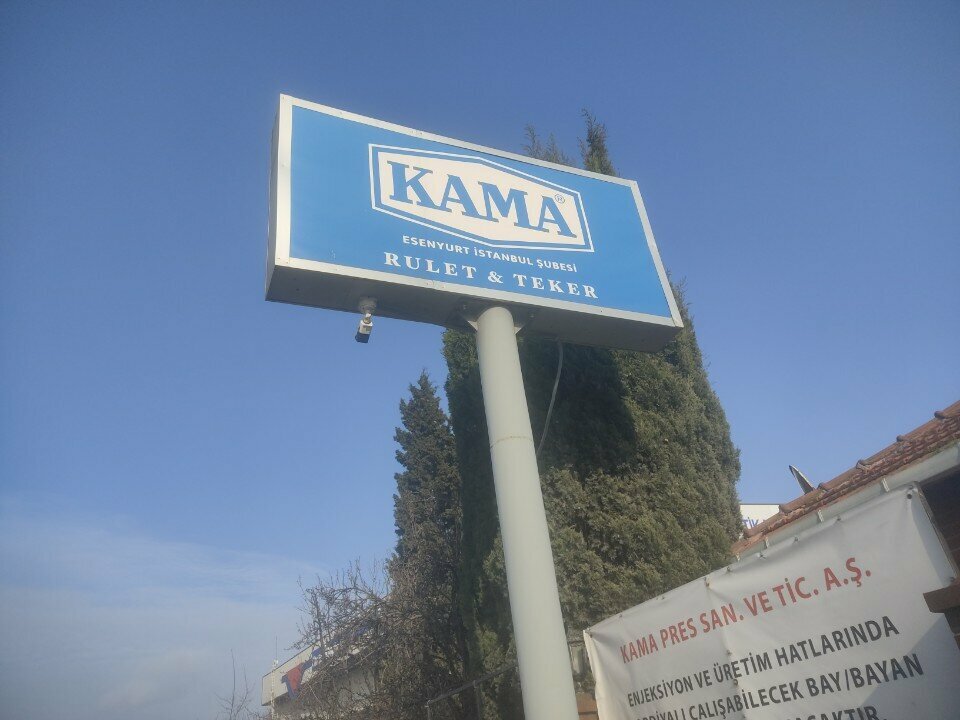 KAMA®
ESENYURT İSTANBUL ŞUBESİ
RULET & TEKER
KAMA PRES SAN. VE TİC. A.Ş.
ENJEKSİYON VE ÜRETİM HATLARINDA
ÇALIŞABİLECEK BAY/BAYAN